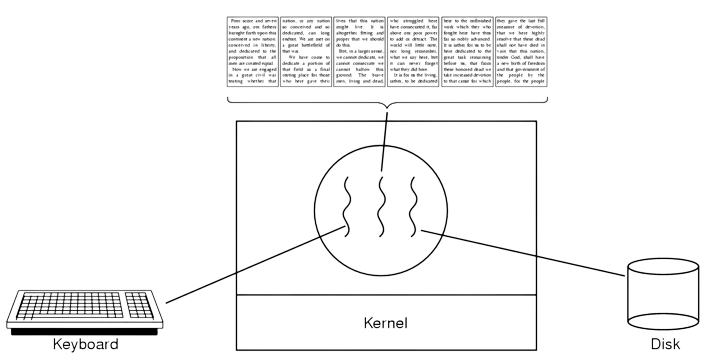 Four score and seven
years ago, our fathers
brought forth upon this
continent a new nation:
conceived in liberty,
and dedicated to the
proposition that all
men are created equal.
Now we are engaged
in a great civil war
testing whether that
nation, or any nation
so conceived and so
dedicated, can long
endure. We are met on
a great battlefield of
that war.
We have come to
dedicate a portion of
that field as a final
resting place for those
who here gave their
lives that this nation
might live. It is
altogether fitting and
proper that we should
do this.
But, in a larger sense,
we cannot dedicate, we
cannot consecrate we
cannot hallow this
ground. The brave
men, living and dead,
who struggled here
have consecrated it, far
above our poor power
to add or detract. The
world will little note,
nor long remember,
what we say here, but
it can never forget
what they did here.
It is for us the living,
rather, to be dedicated
here to the unfinished
work which they who
fought here have thus
far so nobly advanced.
It is rather for us to be
here dedicated to the
great task remaining
before us, that from
these honored dead we
take increased devotion
to that cause for which
they gave the last full
measure of devotion,
that we here highly
resolve that these dead
shall not have died in
vain that this nation,
under God, shall have
a new birth of freedom
and that government of
the people by the
people, for the people
Kernel
Keyboard
Disk